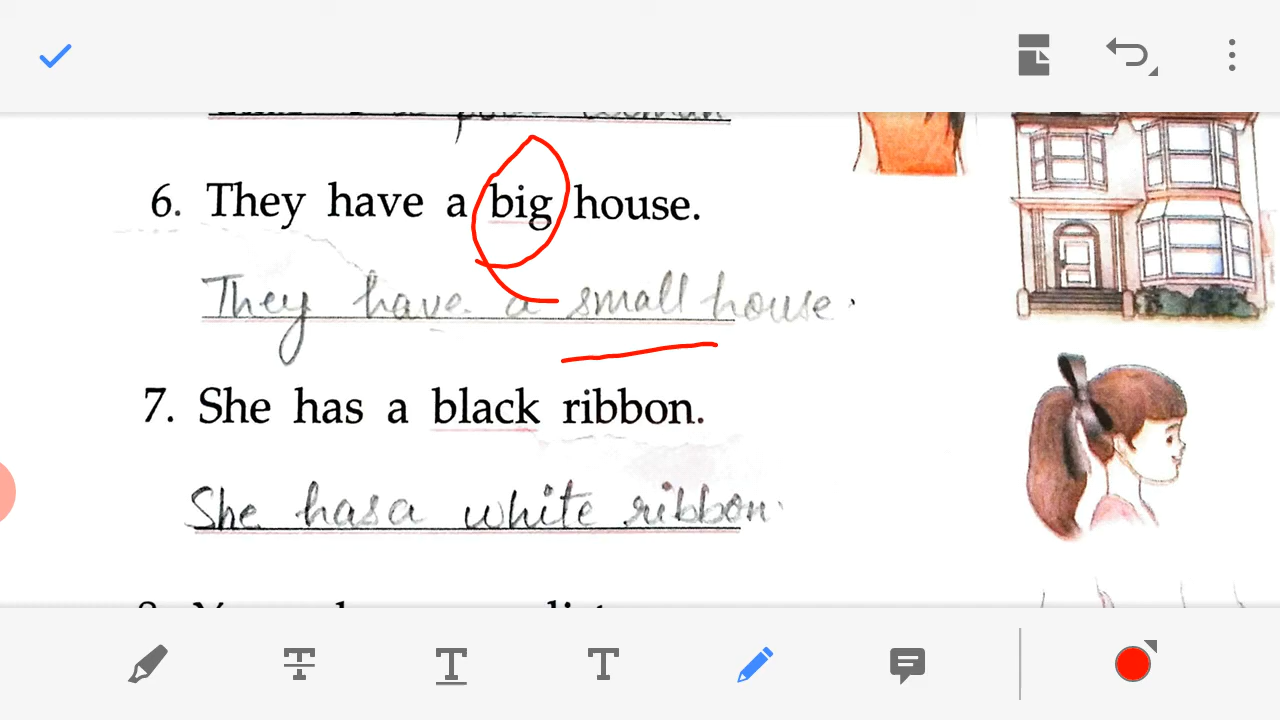 6. They have a big house.
They have a small house.
7. She has a black ribbon.
She has a white ribbon.